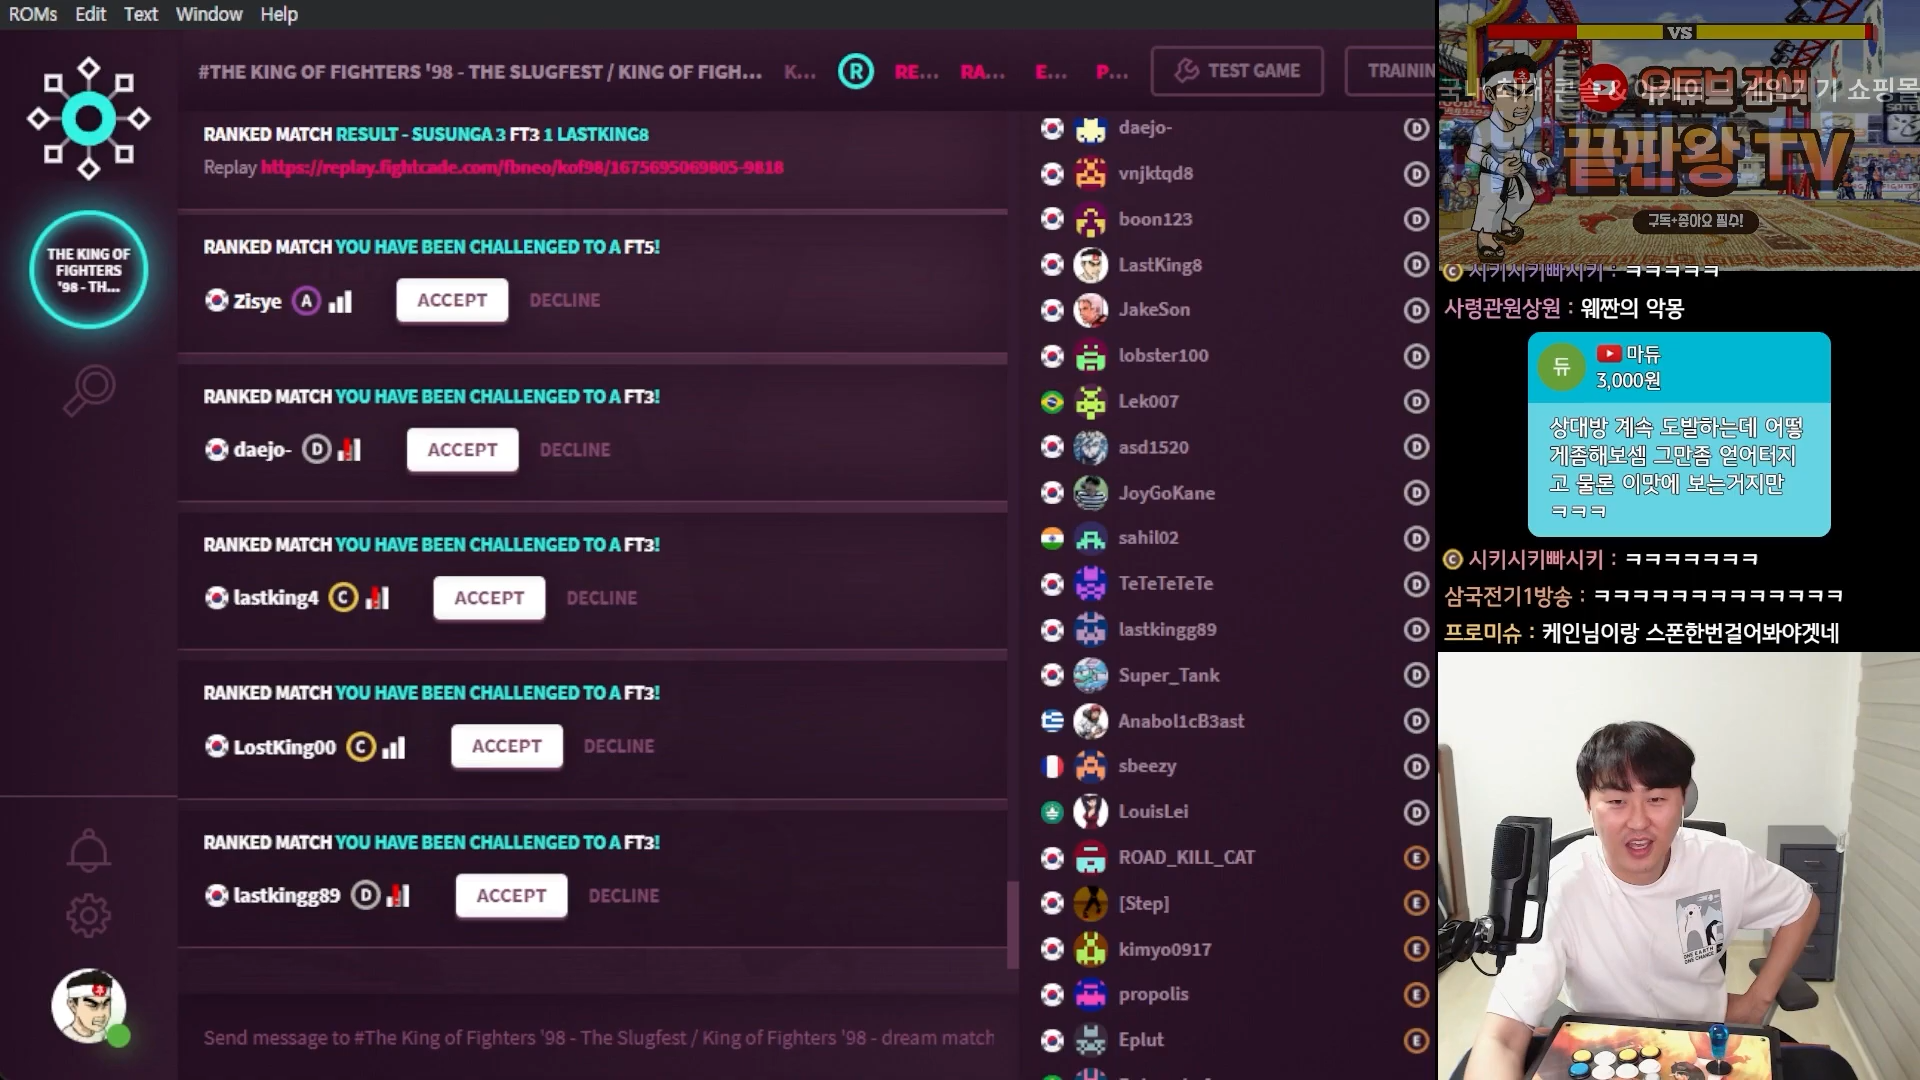 ROMs Edit Text Window Help
#THE KING OF FIGHTERS '98 - THE SLUGFEST / KING OF FIGH... K... R RE... RA... E... P... TEST GAME TRAININ
THE KING OF
FIGHTERS
'98 - TH...
RANKED MATCH RESULT - SUSUNGA 3 FT3 1 LASTKING8
Replay https://replay.fightcade.com/fbneo/kof98/1675695069805-9818
RANKED MATCH YOU HAVE BEEN CHALLENGED TO A FT5!
Zisye A ACCEPT DECLINE
RANKED MATCH YOU HAVE BEEN CHALLENGED TO A FT3!
daejo- D ACCEPT DECLINE
RANKED MATCH YOU HAVE BEEN CHALLENGED TO A FT3!
lastking4 C ACCEPT DECLINE
RANKED MATCH YOU HAVE BEEN CHALLENGED TO A FT3!
LostKing00 C ACCEPT DECLINE
RANKED MATCH YOU HAVE BEEN CHALLENGED TO A FT3!
lastkingg89 D ACCEPT DECLINE
Send message to #The King of Fighters '98 - The Slugfest / King of Fighters '98 - dream match
daejo- D
vnjktqd8 D
boon123 D
LastKing8 D
JakeSon D
lobster100 D
Lek007 D
asd1520 D
JoyGoKane D
sahil02 D
TeTeTeTeTe D
lastkingg89 D
Super_Tank D
Anabol1cB3ast D
sbeezy D
LouisLei D
ROAD_KILL_CAT E
[Step] E
kimyo0917 E
propolis E
Eplut E
VS
유튜브 검색
끝판왕 TV
구독+좋아요 필수!
시키시키빠시키 : ㅋㅋㅋㅋㅋ
사령관원상원 : 웨짠의 악몽
듀 마듀
3,000원
상대방 계속 도발하는데 어떻
게좀해보셈 그만좀 얻어터지
고 물론 이맛에 보는거지만
ㅋㅋㅋ
시키시키빠시키 : ㅋㅋㅋㅋㅋㅋㅋ
삼국전기1방송 : ㅋㅋㅋㅋㅋㅋㅋㅋㅋㅋㅋㅋㅋ
프로미슈 : 케인님이랑 스폰한번걸어봐야겟네